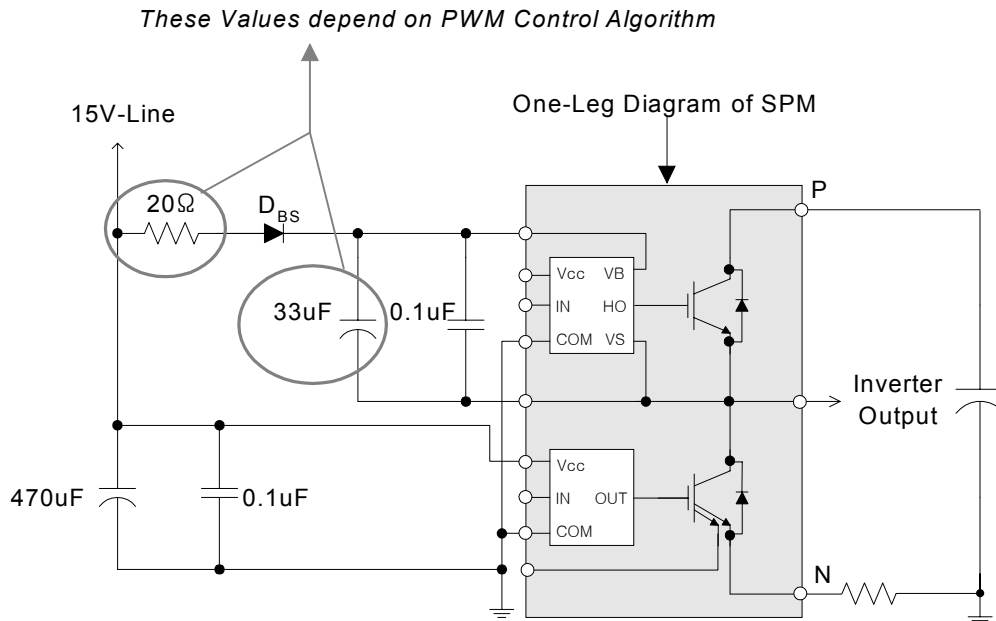 These Values depend on PWM Control Algorithm
One-Leg Diagram of SPM
15V-Line
P
20Ω
DBS
Vcc
VB
33uF
0.1uF
IN
HO
COM
VS
Inverter
Output
Vcc
470uF
0.1uF
IN
OUT
COM
N